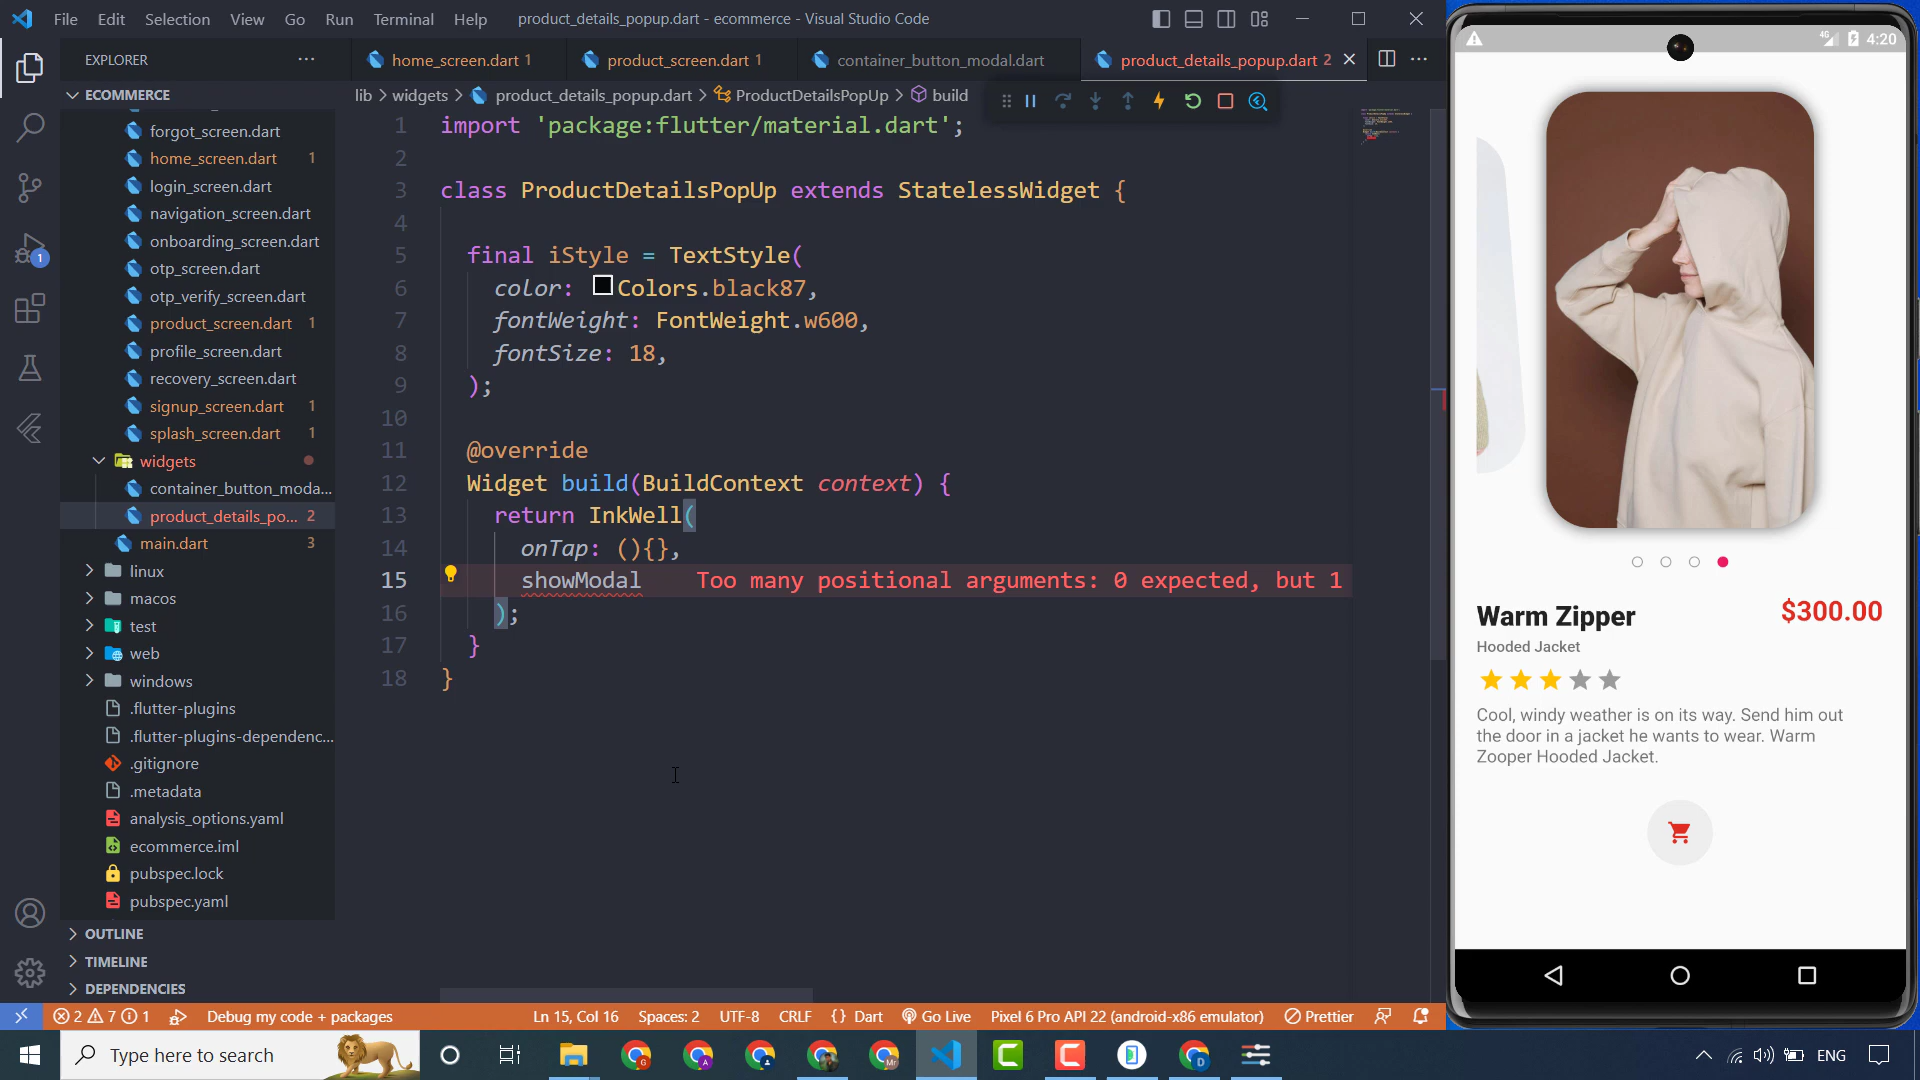 File Edit Selection View Go Run Terminal Help product_details_popup.dart - ecommerce - Visual Studio Code
EXPLORER
home_screen.dart 1
product_screen.dart 1
container_button_modal.dart
product_details_popup.dart 2
ECOMMERCE
lib > widgets > product_details_popup.dart > ProductDetailsPopUp > build
forgot_screen.dart
home_screen.dart 1
login_screen.dart
navigation_screen.dart
onboarding_screen.dart
otp_screen.dart
otp_verify_screen.dart
product_screen.dart 1
profile_screen.dart
recovery_screen.dart
signup_screen.dart 1
splash_screen.dart 1
widgets
container_button_moda...
product_details_po... 2
main.dart 3
linux
macos
test
web
windows
.flutter-plugins
.flutter-plugins-dependenc...
.gitignore
.metadata
analysis_options.yaml
ecommerce.iml
pubspec.lock
pubspec.yaml
OUTLINE
TIMELINE
DEPENDENCIES
1
1 import 'package:flutter/material.dart';
2
3 class ProductDetailsPopUp extends StatelessWidget {
4
5 final iStyle = TextStyle(
6 color: Colors.black87,
7 fontWeight: FontWeight.w600,
8 fontSize: 18,
9 );
10
11 @override
12 Widget build(BuildContext context) {
13 return InkWell(
14 onTap: (){},
15 showModal Too many positional arguments: 0 expected, but 1
16 );
17 }
18 }
4G 4:20
Warm Zipper
$300.00
Hooded Jacket
Cool, windy weather is on its way. Send him out
the door in a jacket he wants to wear. Warm
Zooper Hooded Jacket.
2 7 1 Debug my code + packages Ln 15, Col 16 Spaces: 2 UTF-8 CRLF {} Dart Go Live Pixel 6 Pro API 22 (android-x86 emulator) Prettier
Type here to search
ENG